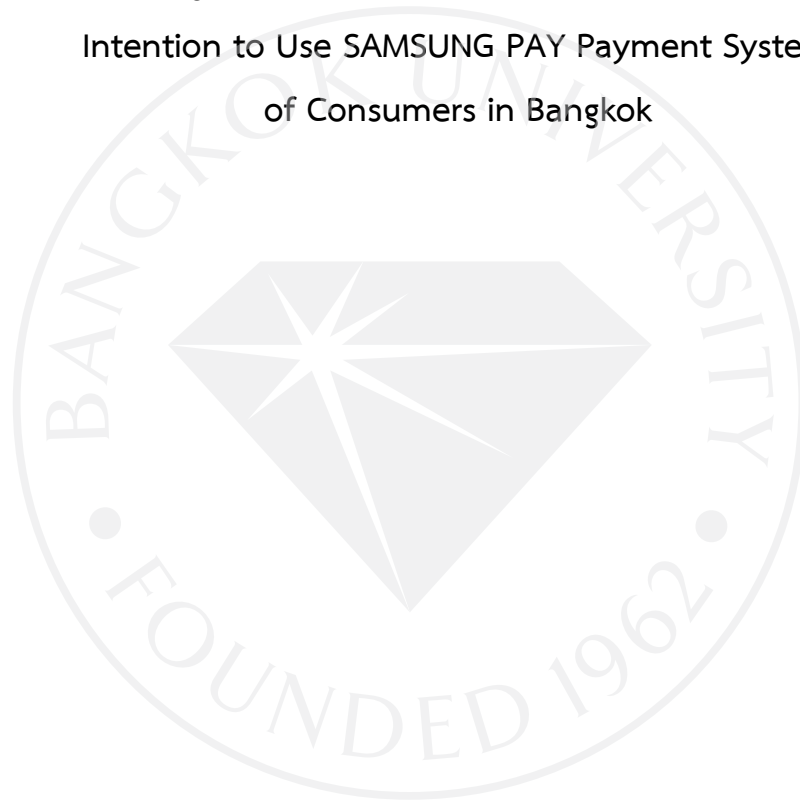 Intention to Use SAMSUNG PAY Payment Syste
of Consumers in Bangkok
BANGKOK UNIVERSITY
FOUNDED 1962